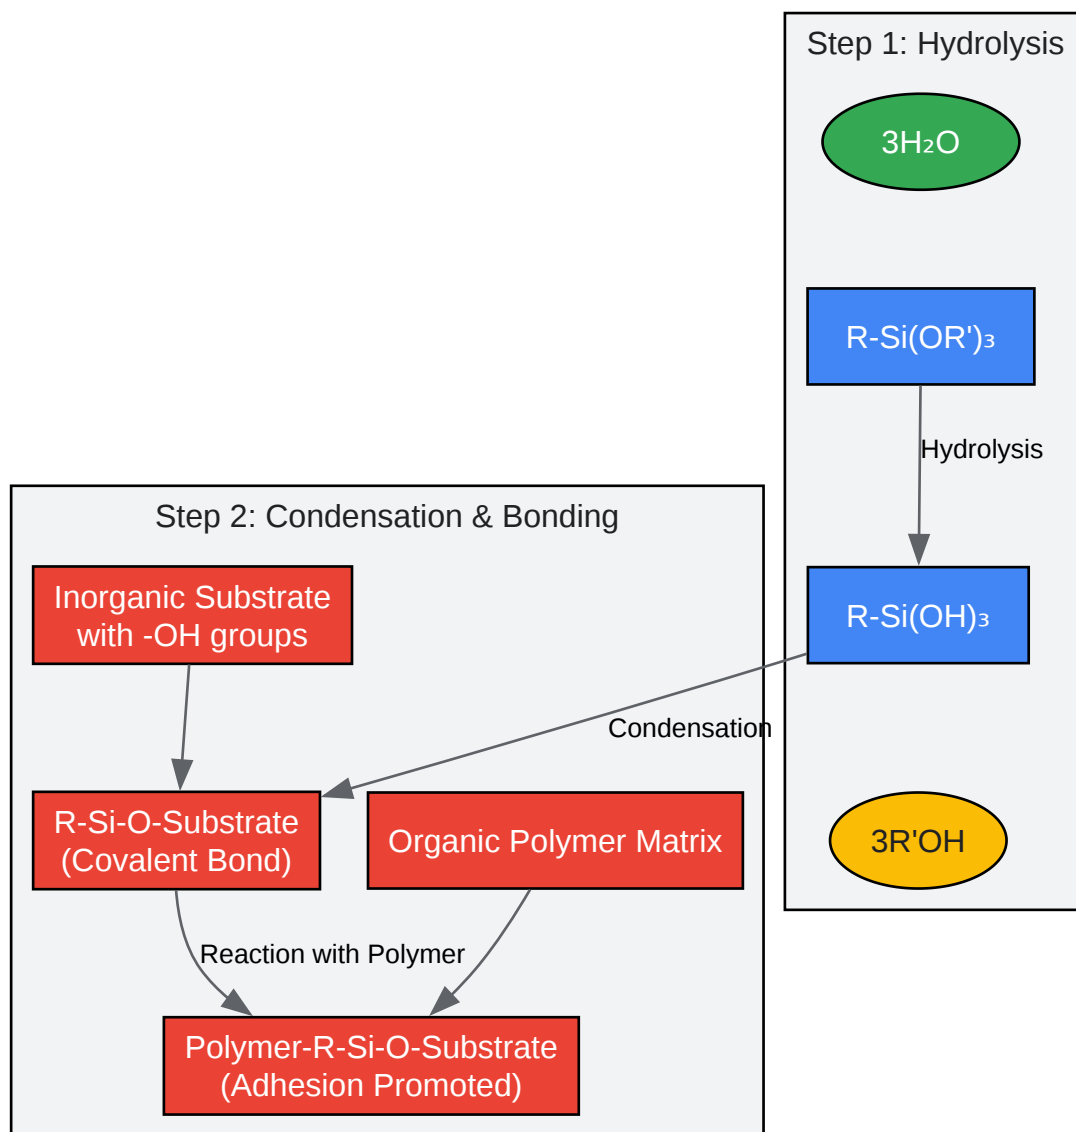 Step 1: Hydrolysis
3H₂O
R-Si(OR')₃
Hydrolysis
R-Si(OH)₃
3R'OH
Step 2: Condensation & Bonding
Inorganic Substrate
with -OH groups
Condensation
R-Si-O-Substrate
(Covalent Bond)
Organic Polymer Matrix
Reaction with Polymer
Polymer-R-Si-O-Substrate
(Adhesion Promoted)